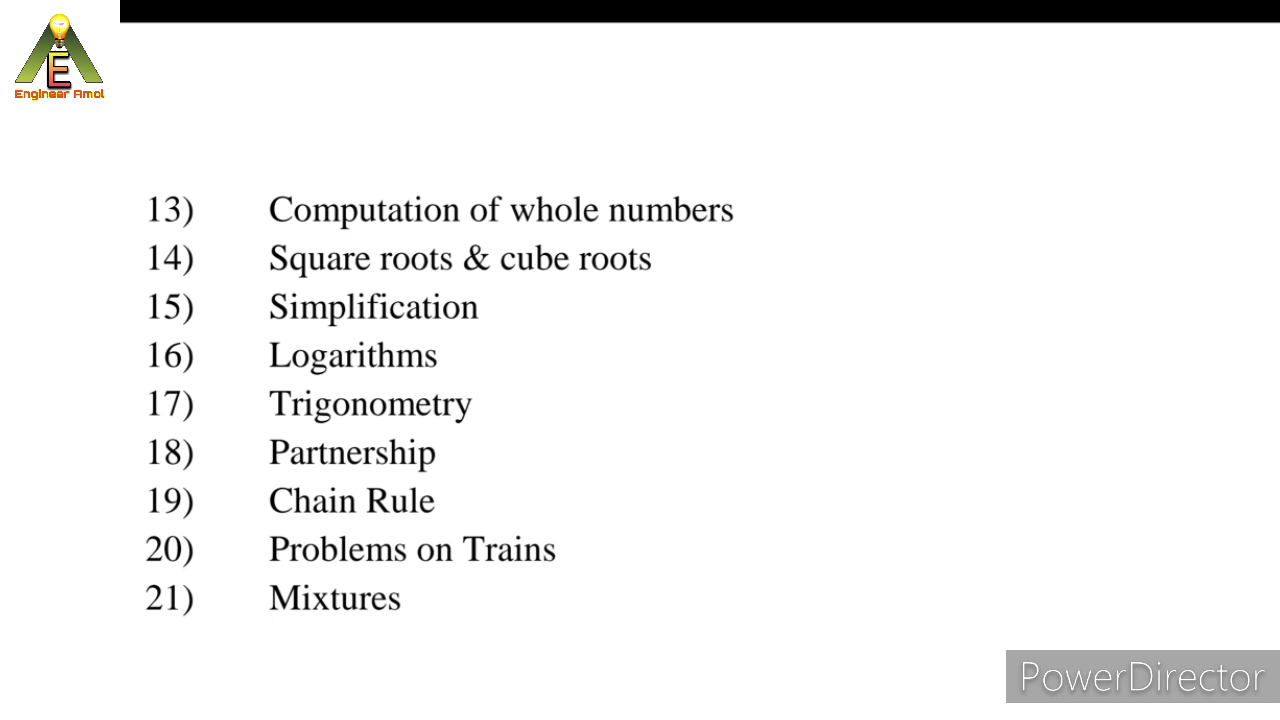 E
Engineer Amol
13) Computation of whole numbers
14) Square roots & cube roots
15) Simplification
16) Logarithms
17) Trigonometry
18) Partnership
19) Chain Rule
20) Problems on Trains
21) Mixtures
PowerDirector